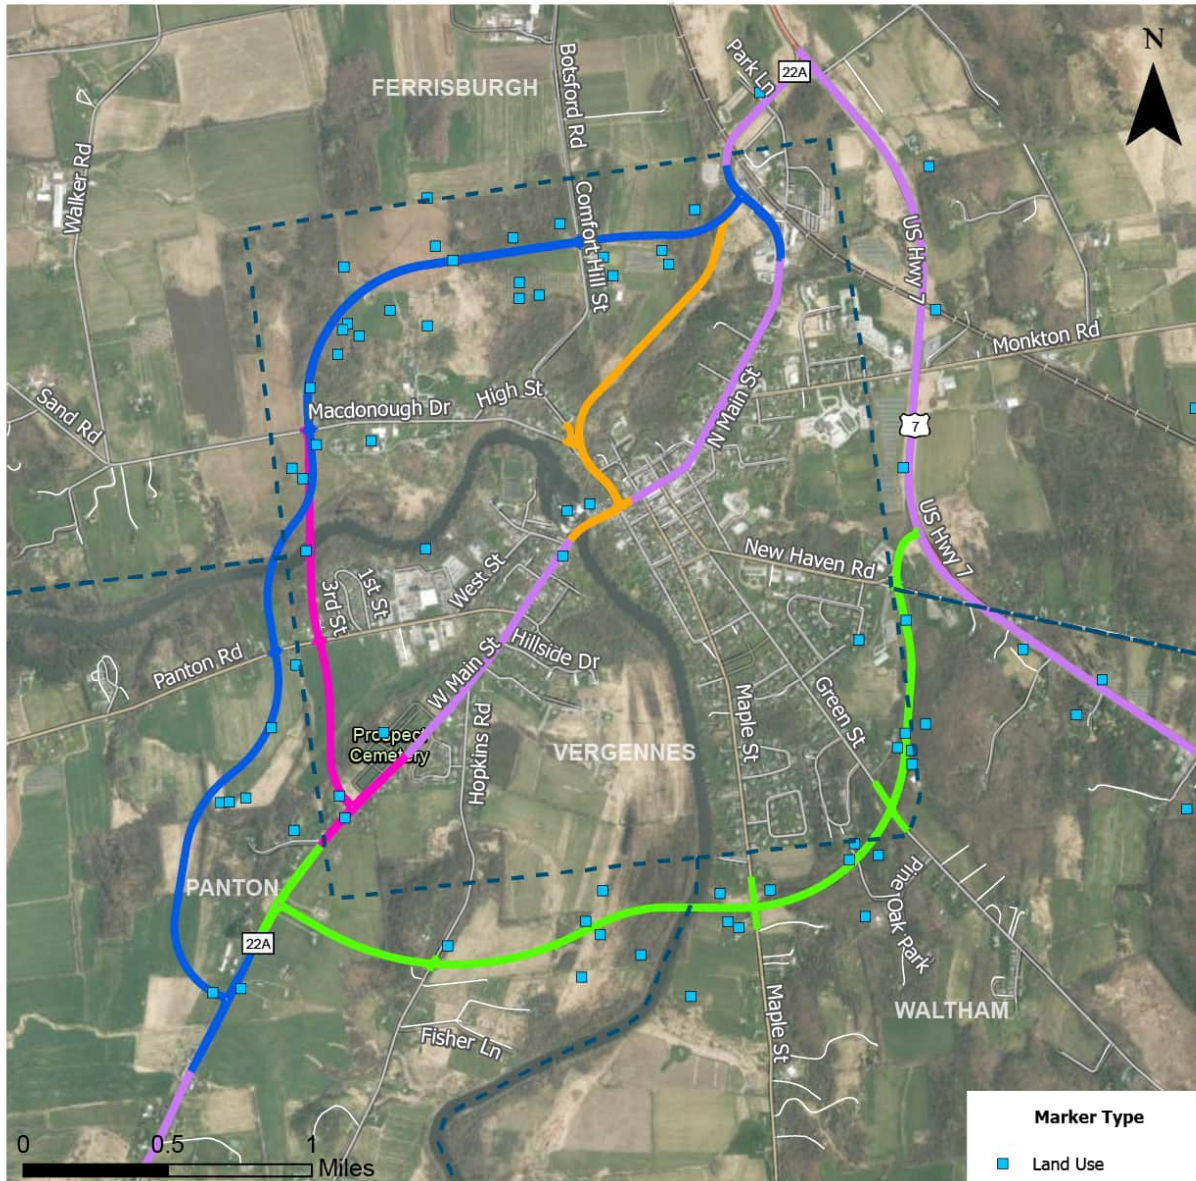 N
Park Ln
22A
FERRISBURGH
Botsford Rd
Walker Rd
Comfort Hill St
US Hwy 7
Monkton Rd
High St
Macdonough Dr
N Main St
Sand Rd
7
US Hwy 7
New Haven Rd
West St
1st St
3rd St
Panton Rd
Hillside Dr
W Main St
Green St
Maple St
Hopkins Rd
Prospect
Cemetery
VERGENNES
PANTON
22A
Pine Oak Park
WALTHAM
Maple St
Fisher Ln
Marker Type
Land Use
0 0.5 1
Miles